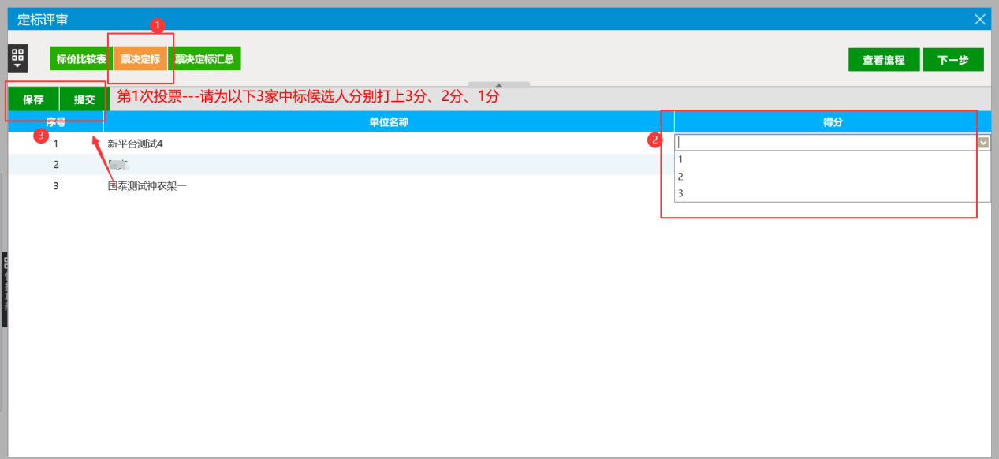 定标评审
1
标价比较表 票决定标 票决定标汇总 查看流程 下一步
保存 提交 第1次投票---请为以下3家中标候选人分别打上3分、2分、1分
序号 单位名称 得分
3
2
1 新平台测试4
1
2
2
3 国泰测试神农架一
3